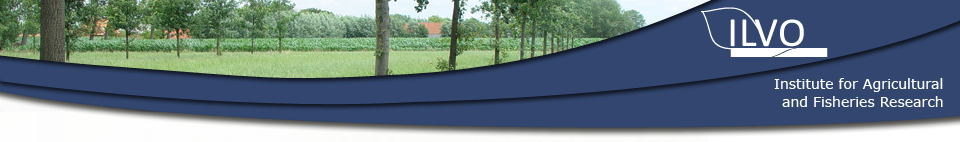 ILVO
Institute for Agricultural
and Fisheries Research